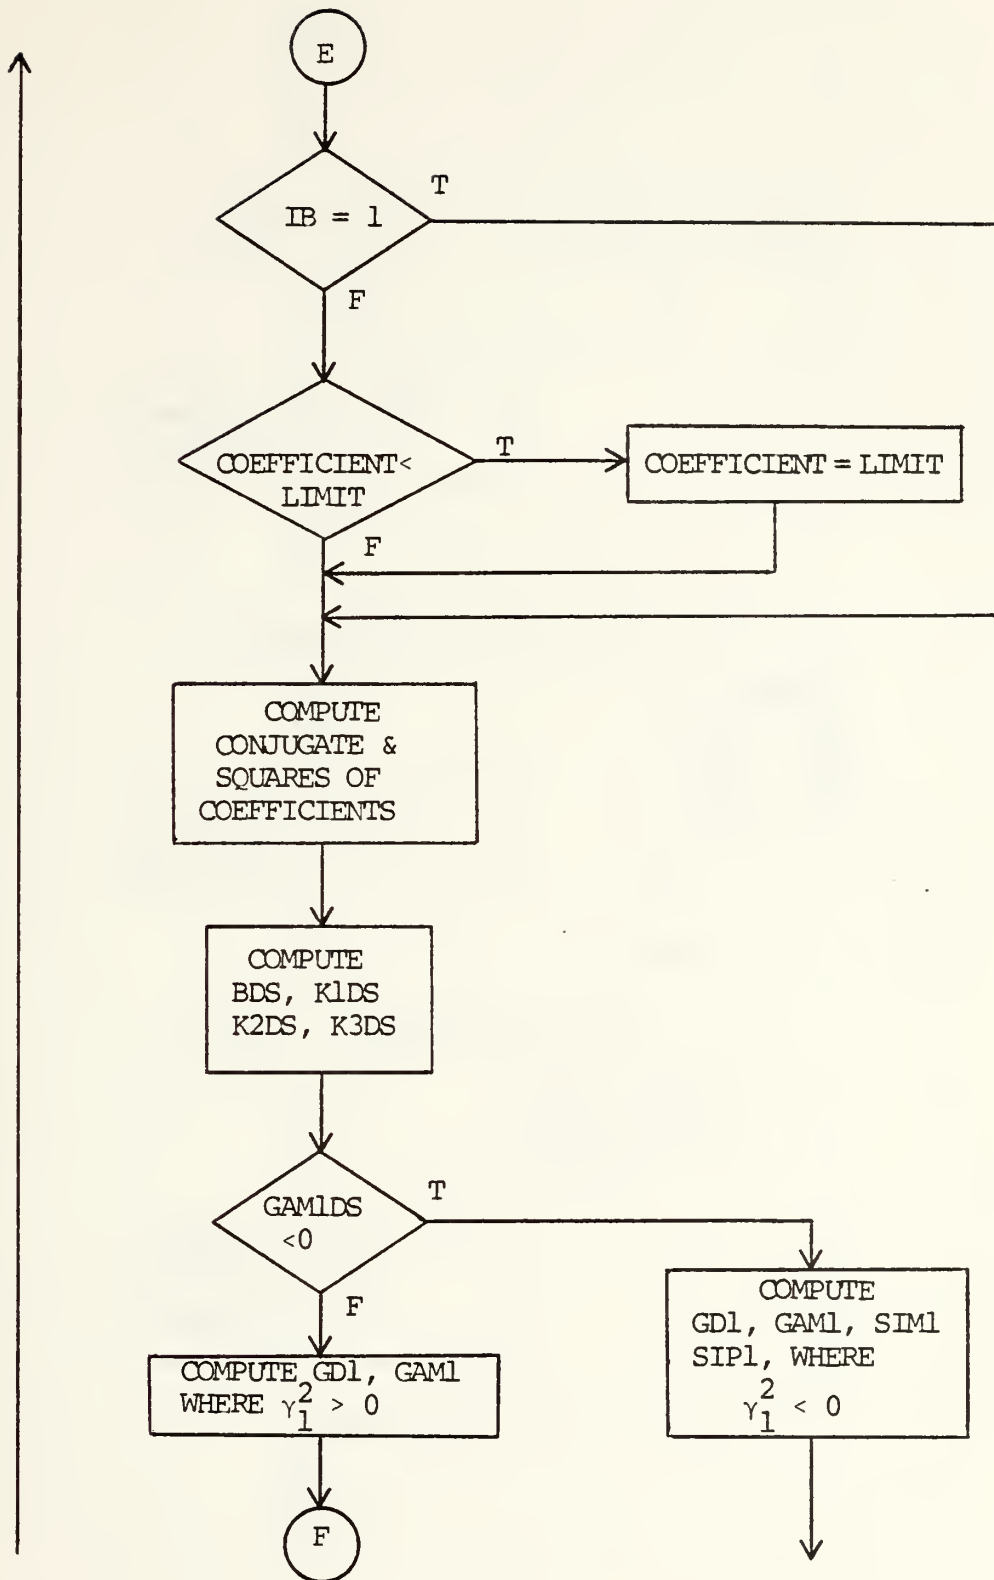 E
T
IB = 1
F
T
COEFFICIENT<
LIMIT
COEFFICIENT = LIMIT
F
COMPUTE
CONJUGATE &
SQUARES OF
COEFFICIENTS
COMPUTE
BDS, K1DS
K2DS, K3DS
T
GAM1DS
<0
F
COMPUTE
GD1, GAM1, SIM1
SIP1, WHERE
γ₁² < 0
COMPUTE GD1, GAM1
WHERE γ₁² > 0
F